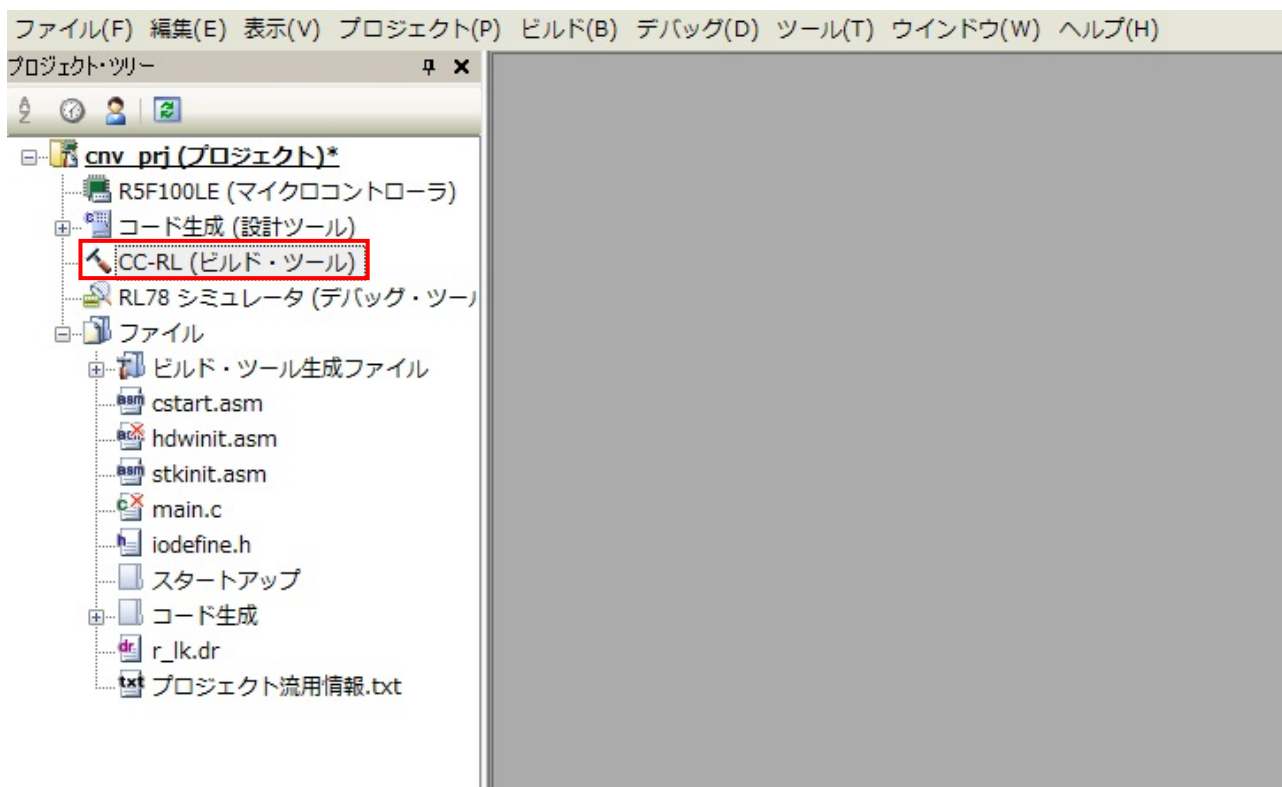 ファイル(F) 編集(E) 表示(V) プロジェクト(P) ビルド(B) デバッグ(D) ツール(T) ウインドウ(W) ヘルプ(H)
プロジェクト・ツリー
cnv_prj (プロジェクト)*
R5F100LE (マイクロコントローラ)
コード生成 (設計ツール)
CC-RL (ビルド・ツール)
RL78 シミュレータ (デバッグ・ツール
ファイル
ビルド・ツール生成ファイル
cstart.asm
hdwinit.asm
stkinit.asm
main.c
iodefine.h
スタートアップ
コード生成
r_lk.dr
プロジェクト流用情報.txt